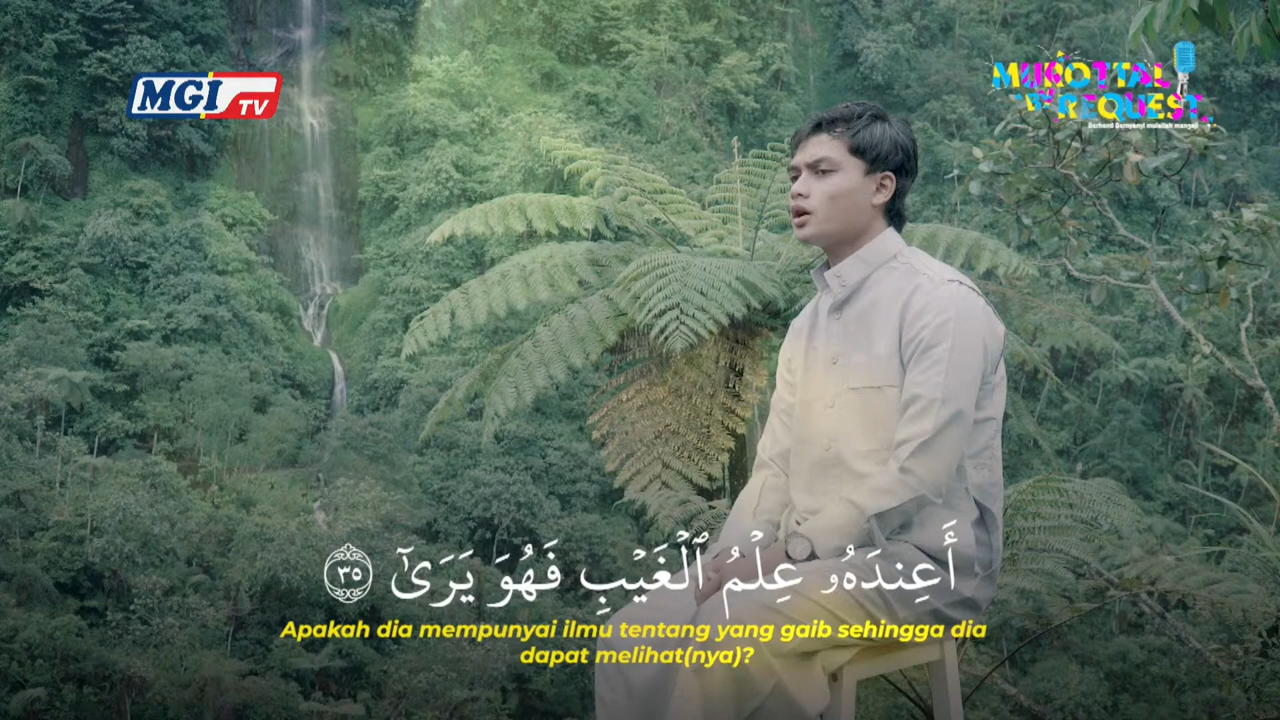 MGI TV
MUROTTAL
by REQUEST
أَعِندَهُۥ عِلْمُ ٱلْغَيْبِ فَهُوَ يَرَىٰٓ ٣٥
Apakah dia mempunyai ilmu tentang yang gaib sehingga dia
dapat melihat(nya)?